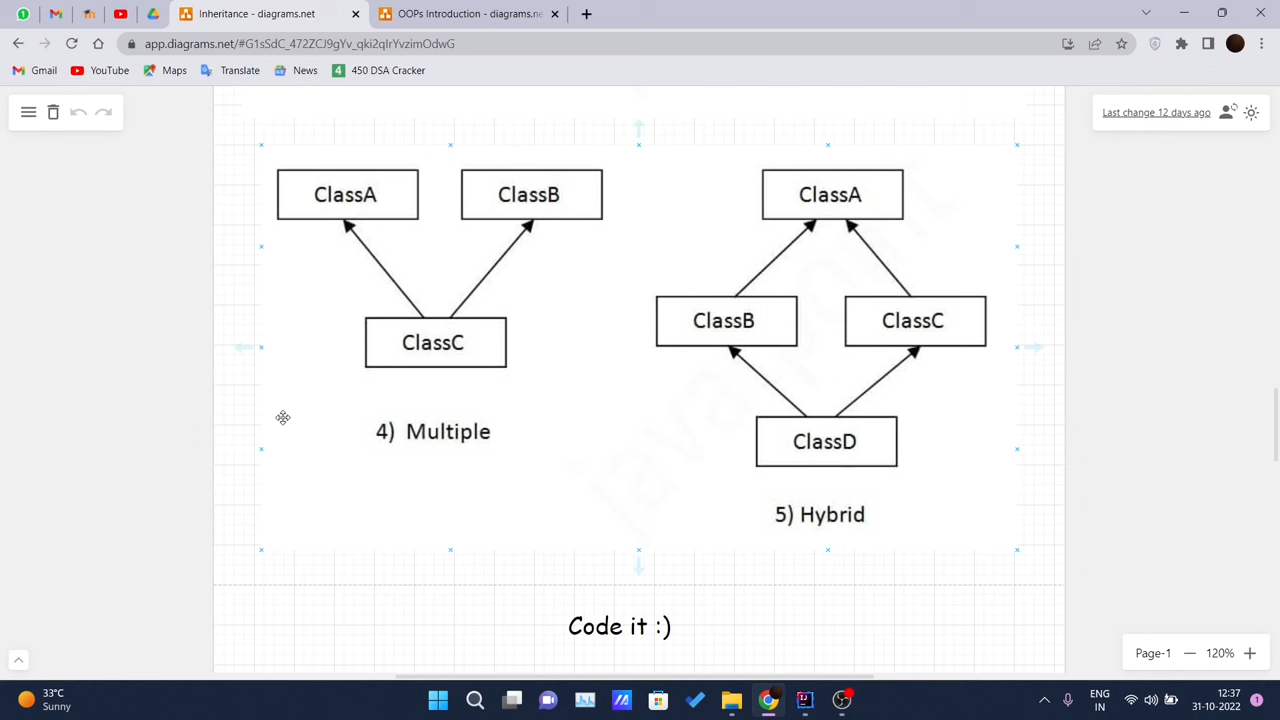 Inheritance - diagrams.net
OOPs Introduction - diagrams.ne
app.diagrams.net/#G1sSdC_472ZCJ9gYv_qki2qIrYvzimOdwG
Gmail
YouTube
Maps
Translate
News
4
450 DSA Cracker
Last change 12 days ago
ClassA
ClassB
ClassC
4) Multiple
ClassA
ClassB
ClassC
ClassD
5) Hybrid
Code it :)
Page-1
120%
33°C
Sunny
ENG
IN
12:37
31-10-2022
1